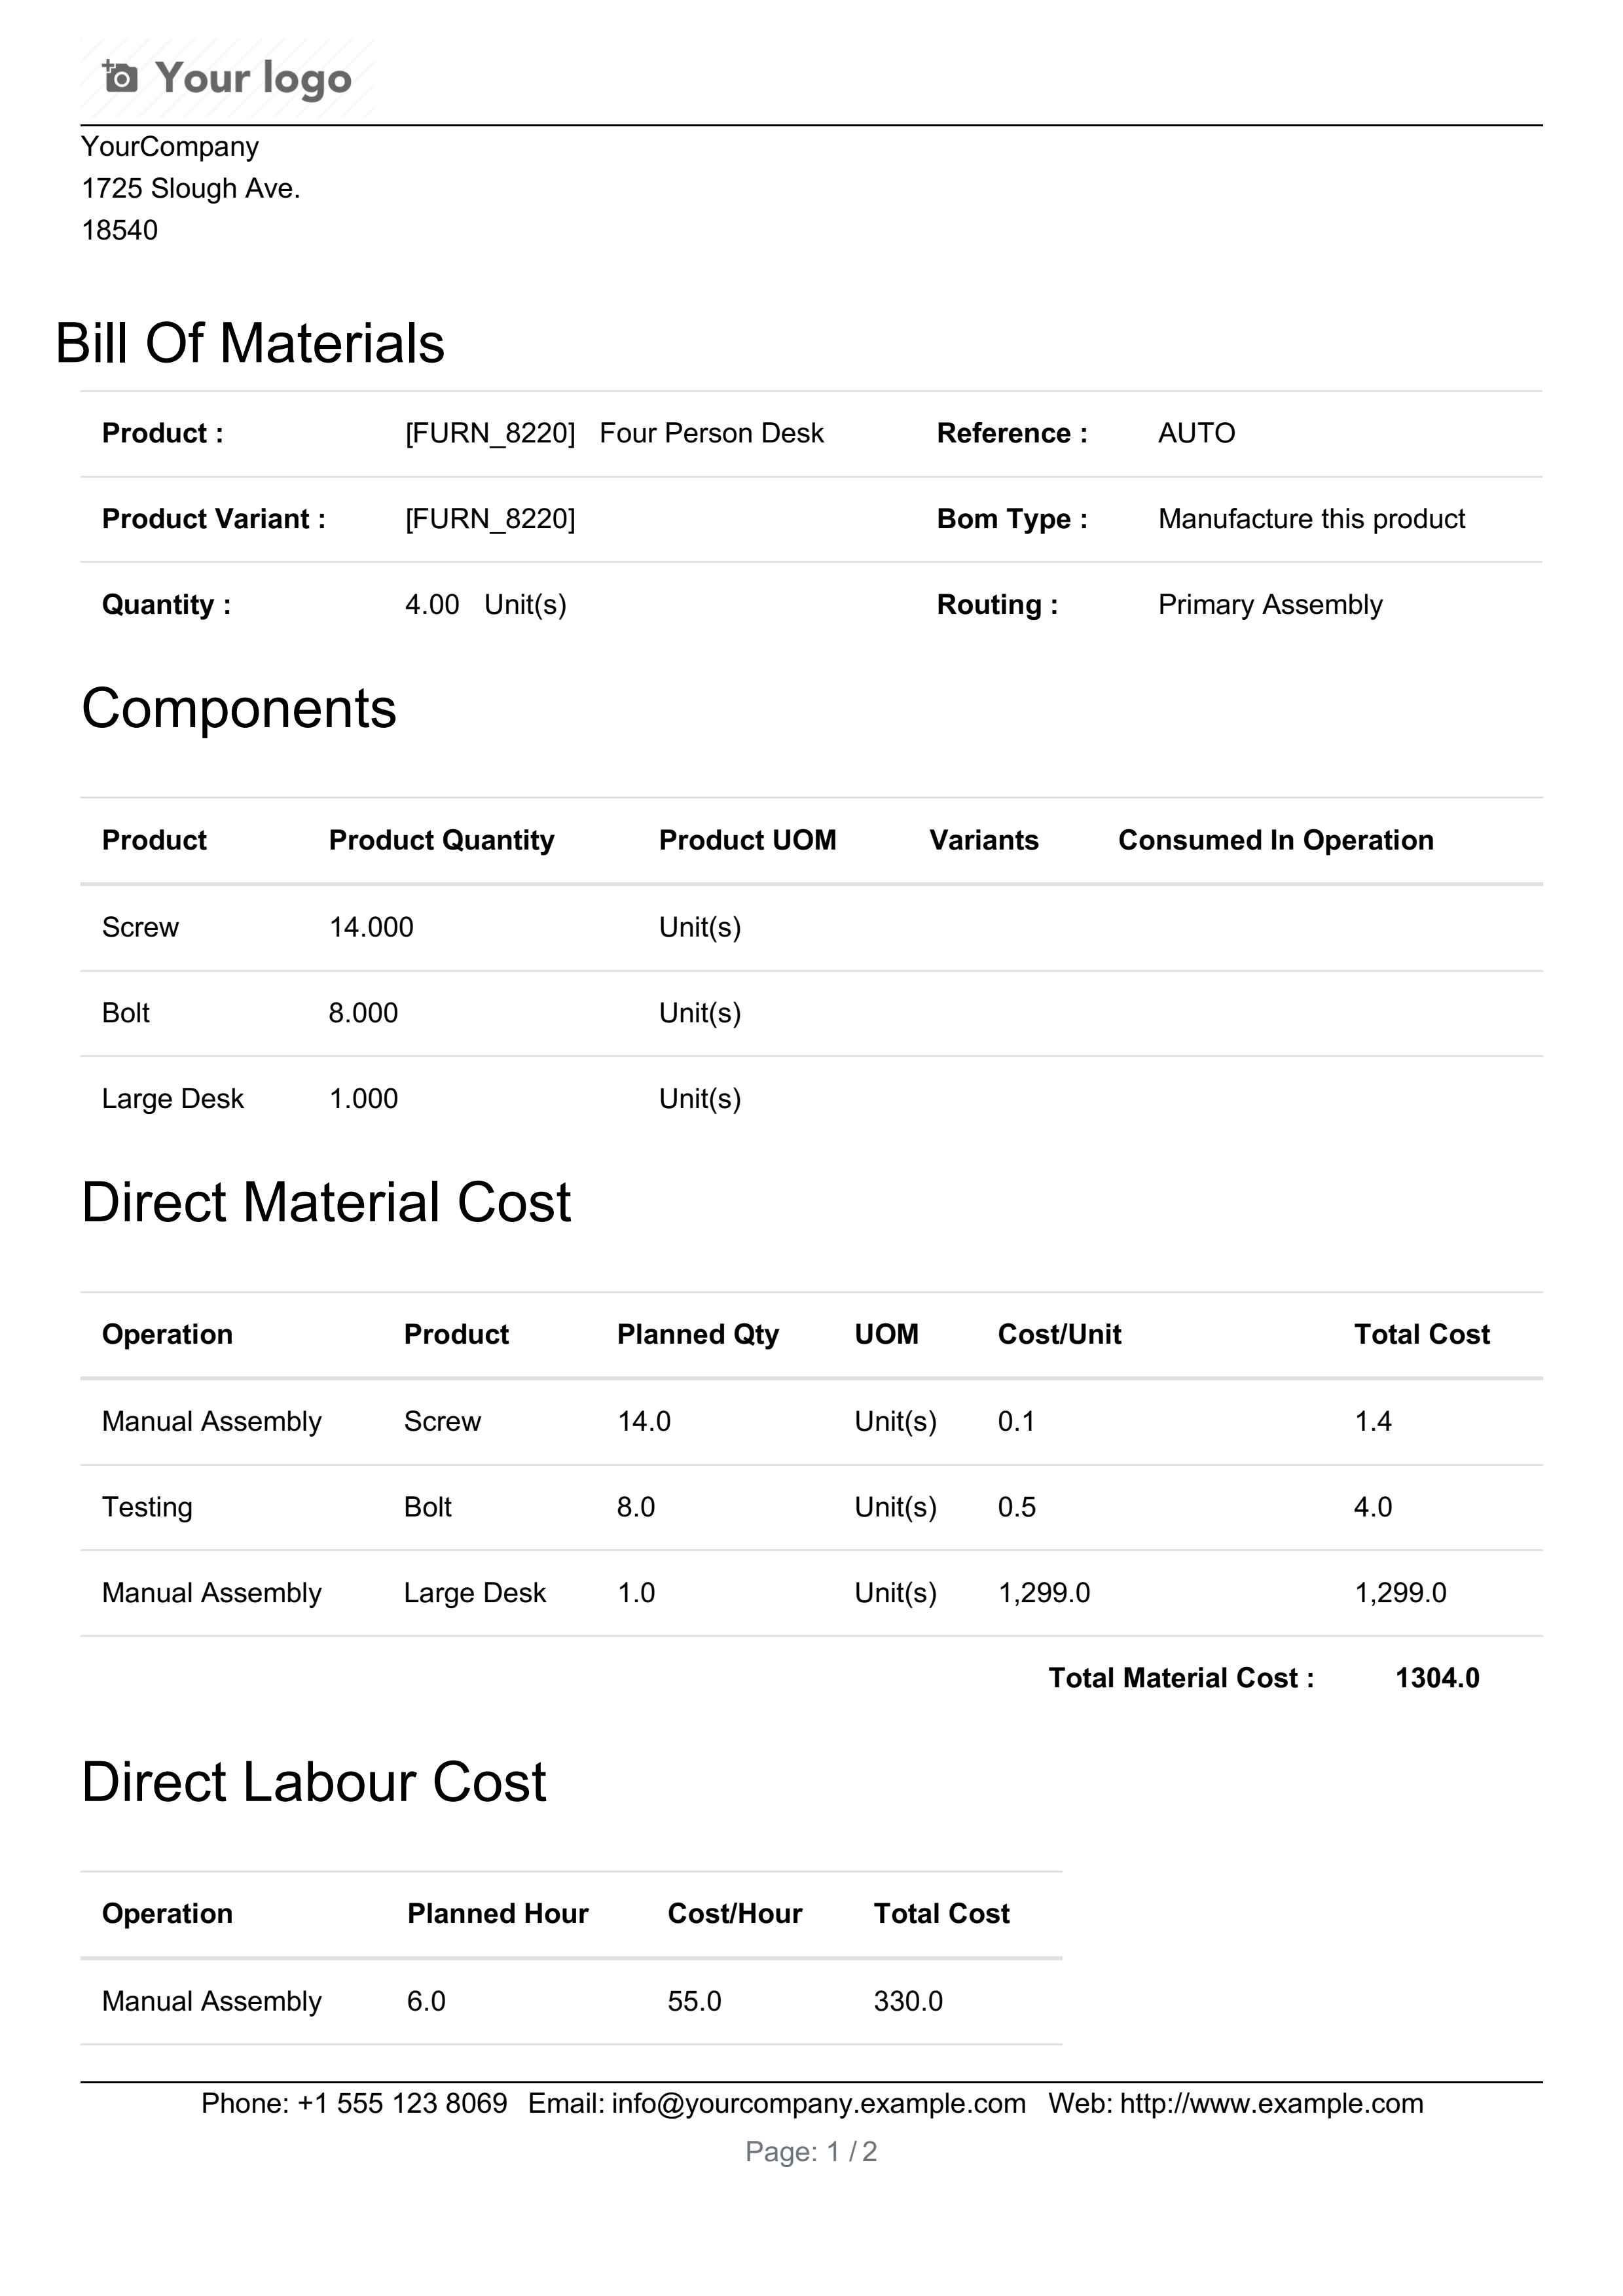 Your logo
YourCompany
1725 Slough Ave.
18540
Bill Of Materials
Product : [FURN_8220] Four Person Desk Reference : AUTO
Product Variant : [FURN_8220] Bom Type : Manufacture this product
Quantity : 4.00 Unit(s) Routing : Primary Assembly
Components
Product Product Quantity Product UOM Variants Consumed In Operation
Screw 14.000 Unit(s)
Bolt 8.000 Unit(s)
Large Desk 1.000 Unit(s)
Direct Material Cost
Operation Product Planned Qty UOM Cost/Unit Total Cost
Manual Assembly Screw 14.0 Unit(s) 0.1 1.4
Testing Bolt 8.0 Unit(s) 0.5 4.0
Manual Assembly Large Desk 1.0 Unit(s) 1,299.0 1,299.0
Total Material Cost : 1304.0
Direct Labour Cost
Operation Planned Hour Cost/Hour Total Cost
Manual Assembly 6.0 55.0 330.0
Phone: +1 555 123 8069 Email: info@yourcompany.example.com Web: http://www.example.com
Page: 1 / 2